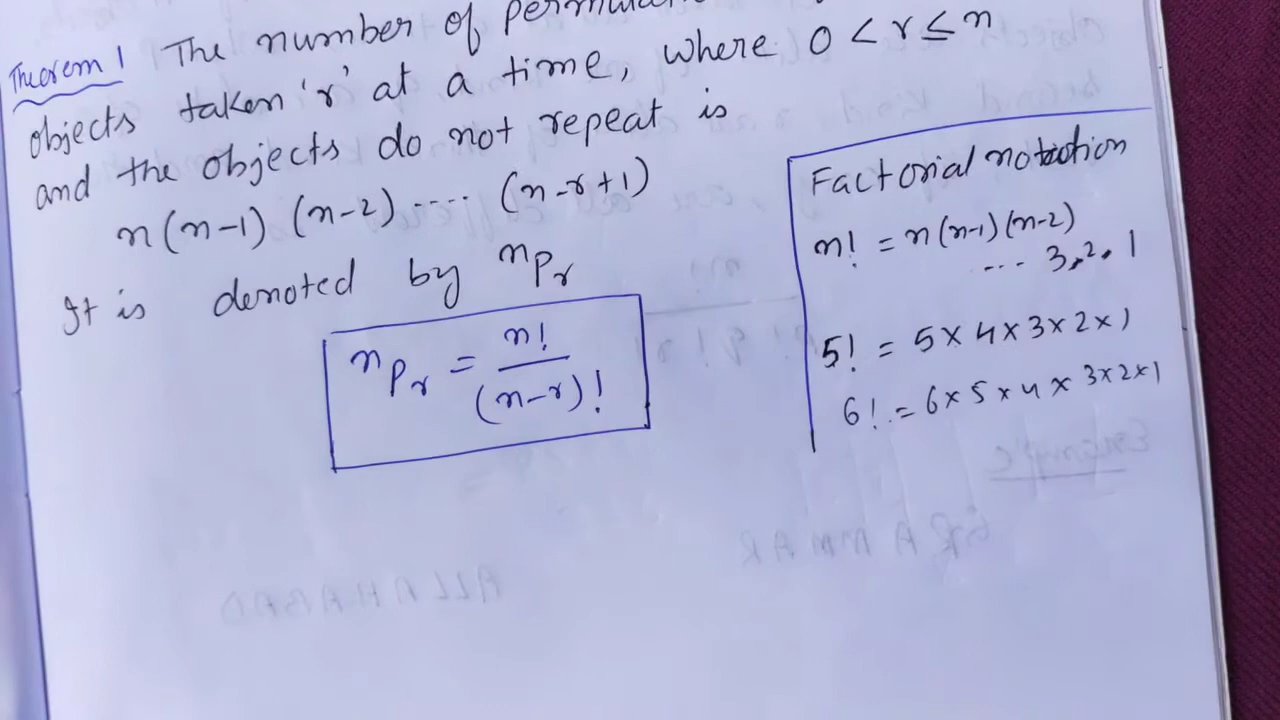 Theorem 1 The number of
objects taken 'r' at a time, where 0 < r ≤ n
and the objects do not repeat is
n(n-1) (n-2) .... (n-r+1)
It is denoted by nPr
nPr = n! / (n-r)!
Factorial notation
n! = n(n-1)(n-2)
... 3.2.1
5! = 5×4×3×2×1
6! = 6×5×4×3×2×1
GRAMMAR
ALLAHABAD